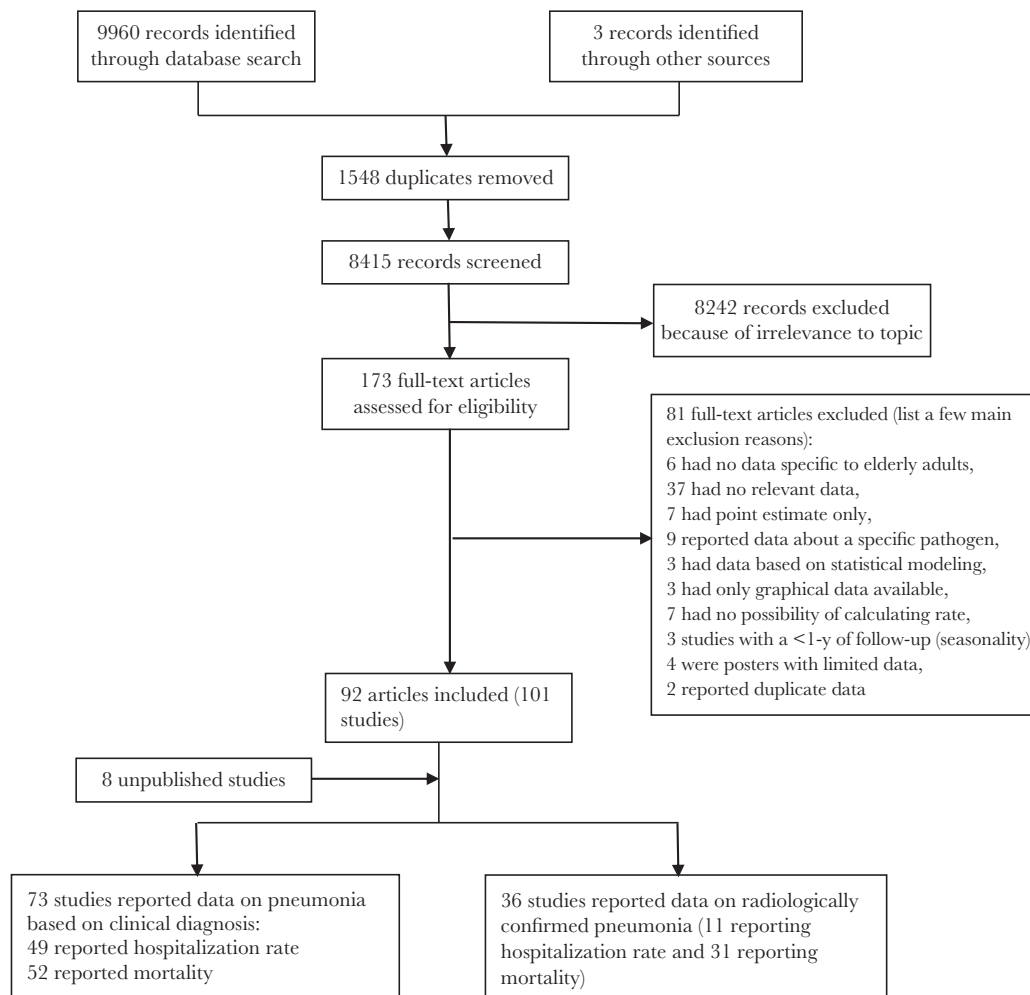 9960 records identified
through database search
3 records identified
through other sources
1548 duplicates removed
8415 records screened
8242 records excluded
because of irrelevance to topic
173 full-text articles
assessed for eligibility
81 full-text articles excluded (list a few main
exclusion reasons):
6 had no data specific to elderly adults,
37 had no relevant data,
7 had point estimate only,
9 reported data about a specific pathogen,
3 had data based on statistical modeling,
3 had only graphical data available,
7 had no possibility of calculating rate,
3 studies with a <1-y of follow-up (seasonality)
4 were posters with limited data,
2 reported duplicate data
92 articles included (101
studies)
8 unpublished studies
73 studies reported data on pneumonia
based on clinical diagnosis:
49 reported hospitalization rate
52 reported mortality
36 studies reported data on radiologically
confirmed pneumonia (11 reporting
hospitalization rate and 31 reporting
mortality)